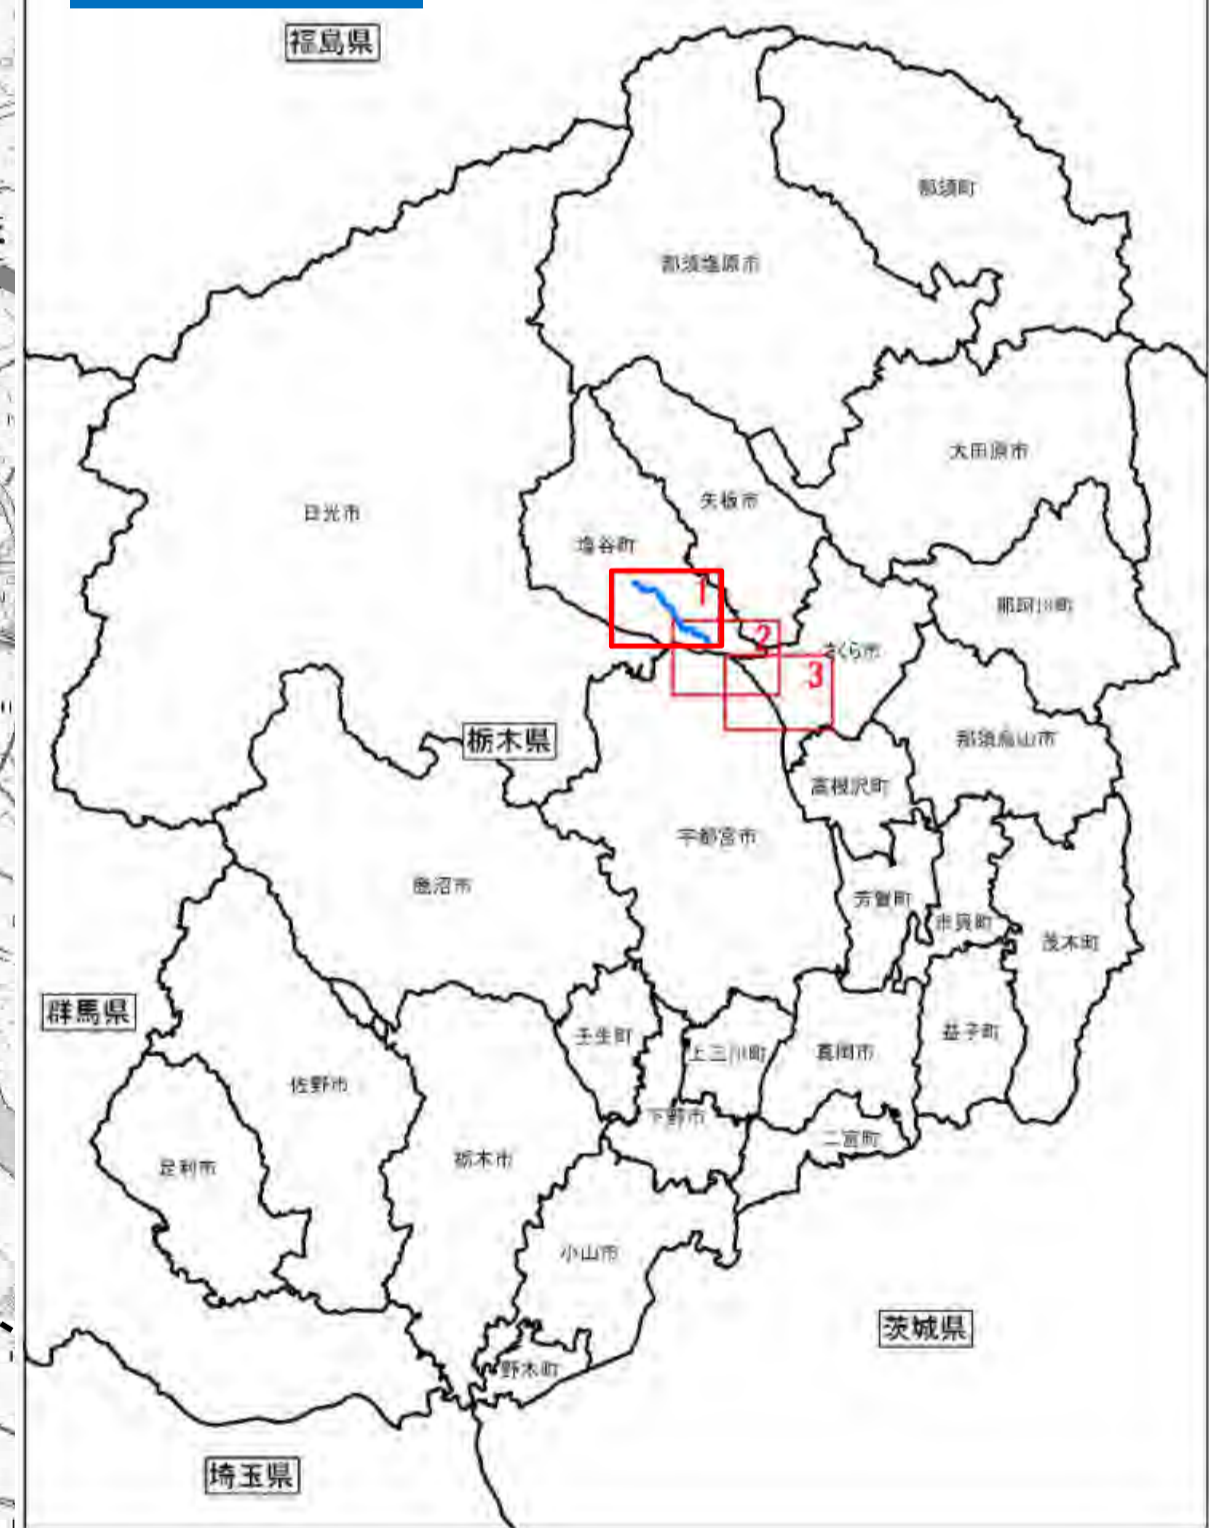 福島県
那須町
那須塩原市
大田原市
矢板市
日光市
塩谷町
1
那珂川町
2
さくら市
3
栃木県
那須烏山市
高根沢町
宇都宮市
鹿沼市
芳賀町
市貝町
茂木町
群馬県
壬生町
上三川町
真岡市
益子町
佐野市
下野市
二宮町
足利市
栃木市
小山市
茨城県
野木町
埼玉県